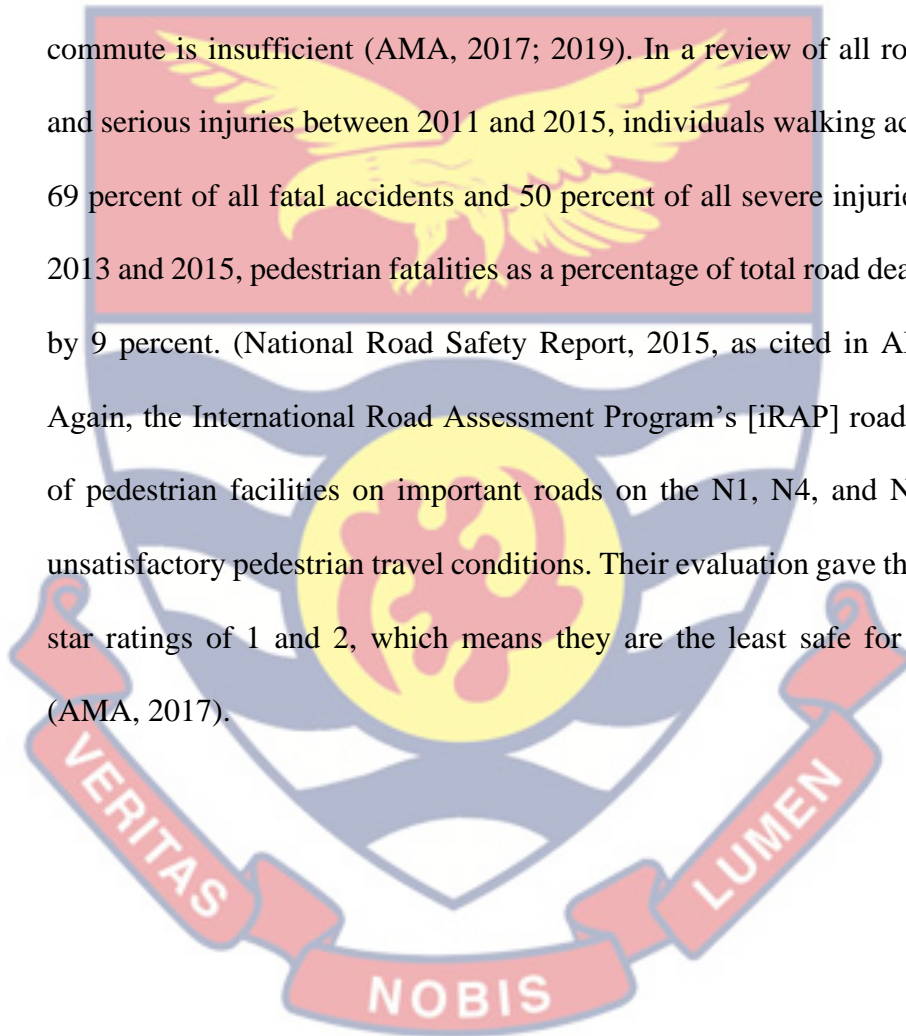 commute is insufficient (AMA, 2017; 2019). In a review of all ro
and serious injuries between 2011 and 2015, individuals walking ac
69 percent of all fatal accidents and 50 percent of all severe injurie
2013 and 2015, pedestrian fatalities as a percentage of total road dea
by 9 percent. (National Road Safety Report, 2015, as cited in
Again, the International Road Assessment Program’s [iRAP] road
of pedestrian facilities on important roads on the N1, N4, and N
unsatisfactory pedestrian travel conditions. Their evaluation gave th
star ratings of 1 and 2, which means they are the least safe for
(AMA, 2017).
VERITAS
NOBIS
LUMEN